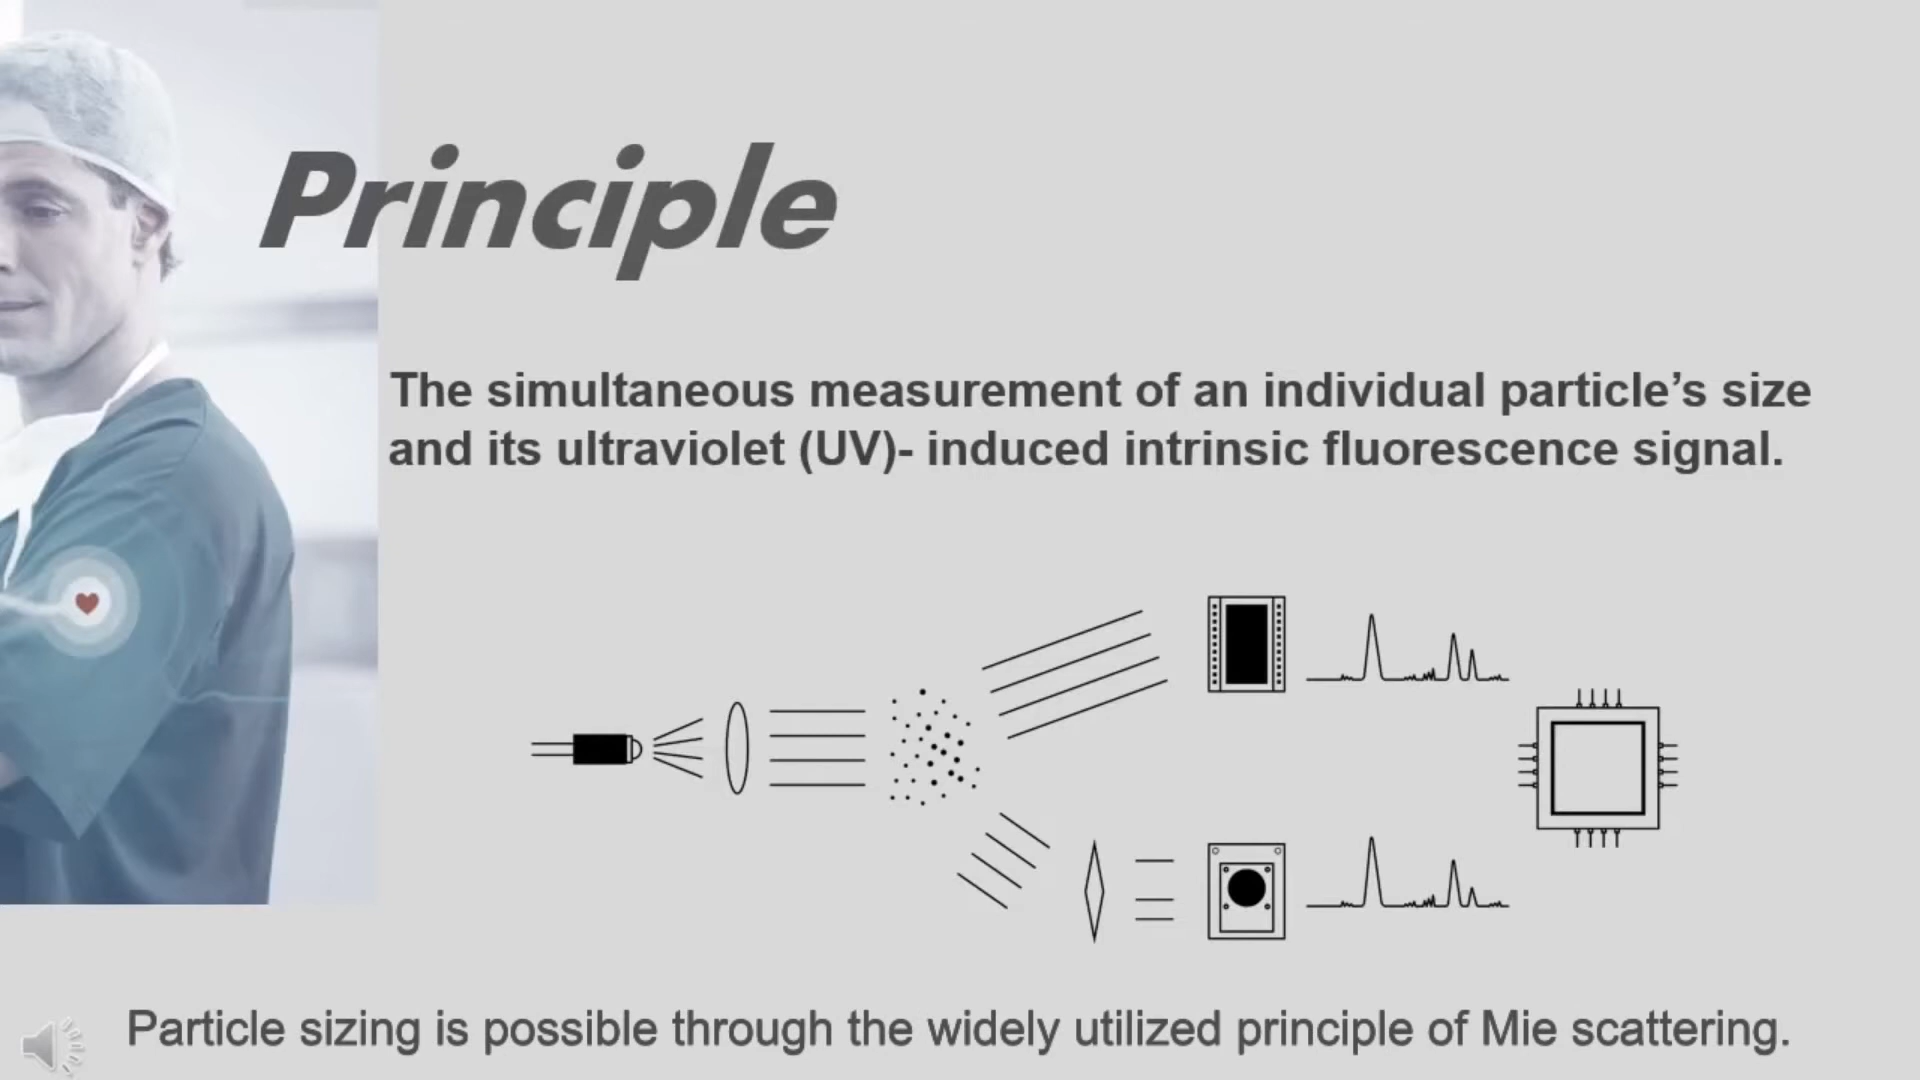 Principle
The simultaneous measurement of an individual particle’s size
and its ultraviolet (UV)- induced intrinsic fluorescence signal.
Particle sizing is possible through the widely utilized principle of Mie scattering.